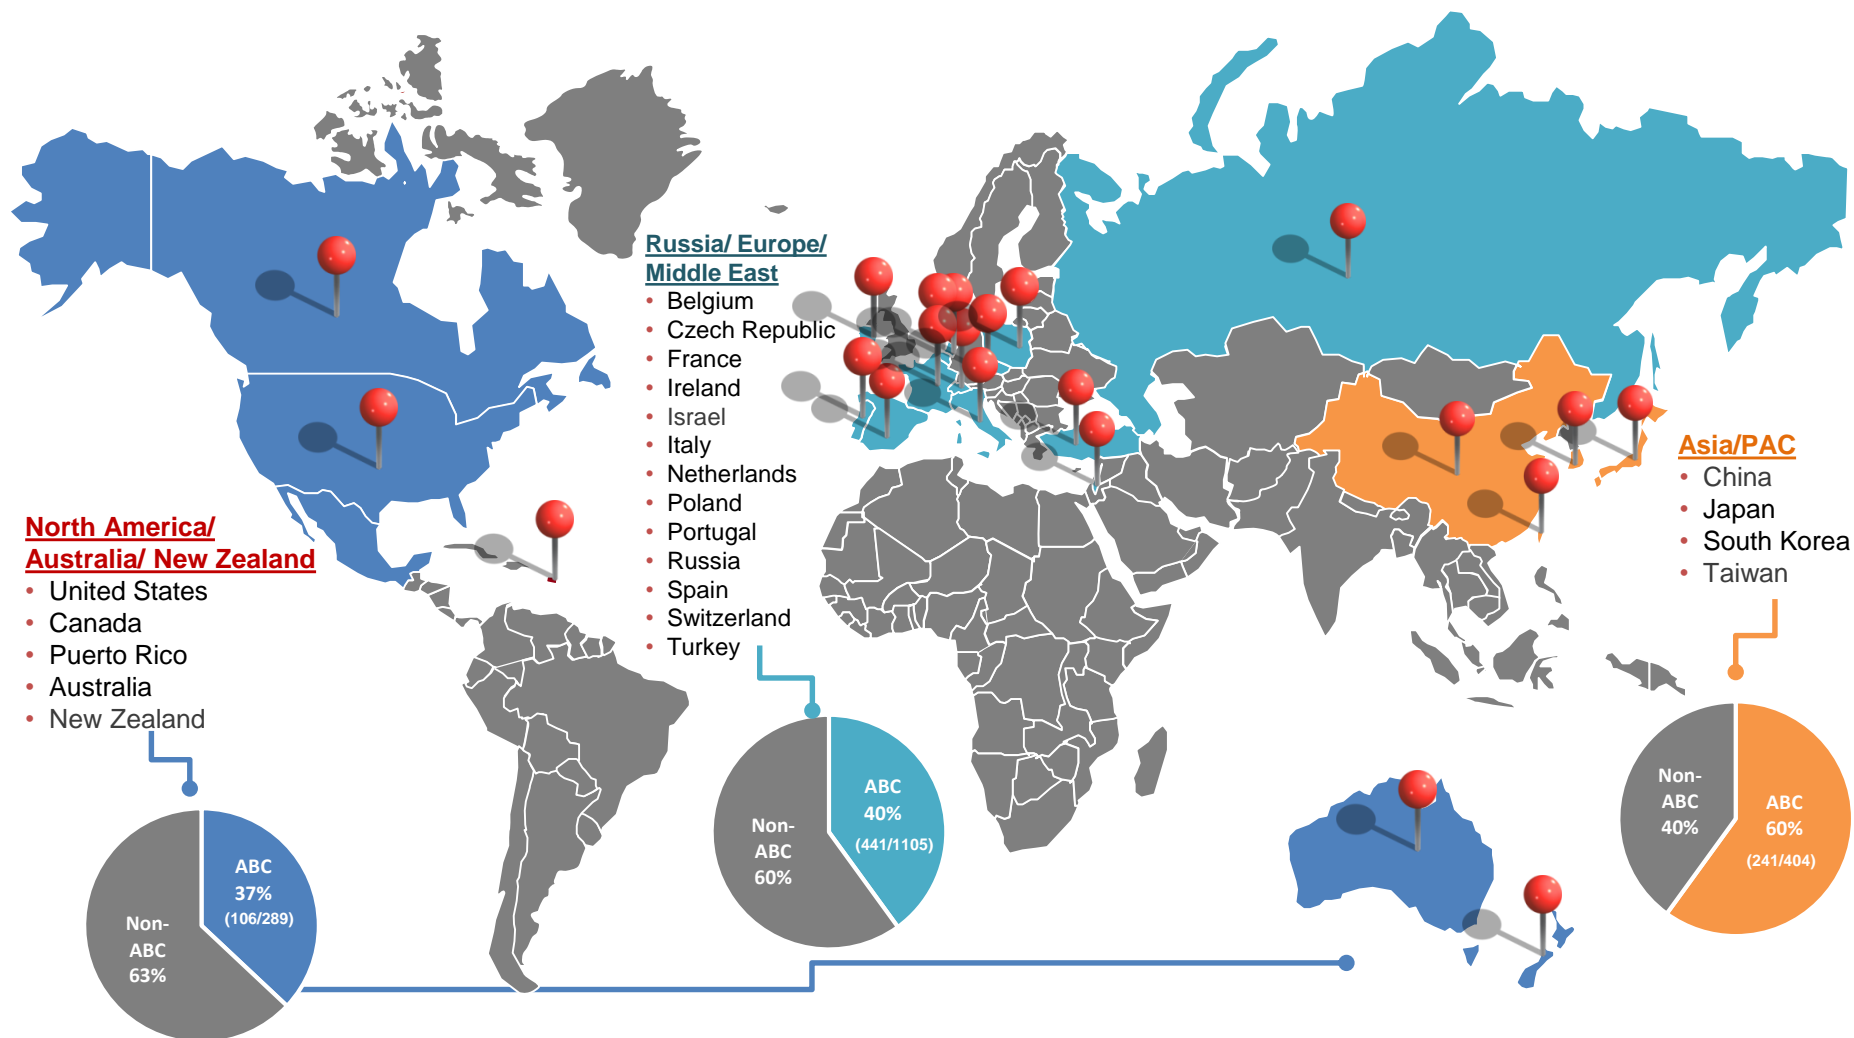 North America/
Australia/ New Zealand
• United States
• Canada
• Puerto Rico
• Australia
• New Zealand
ABC
37%
(106/289)
Non-
ABC
63%
Russia/ Europe/
Middle East
• Belgium
• Czech Republic
• France
• Ireland
• Israel
• Italy
• Netherlands
• Poland
• Portugal
• Russia
• Spain
• Switzerland
• Turkey
ABC
40%
(441/1105)
Non-
ABC
60%
Asia/PAC
• China
• Japan
• South Korea
• Taiwan
Non-
ABC
40%
ABC
60%
(241/404)